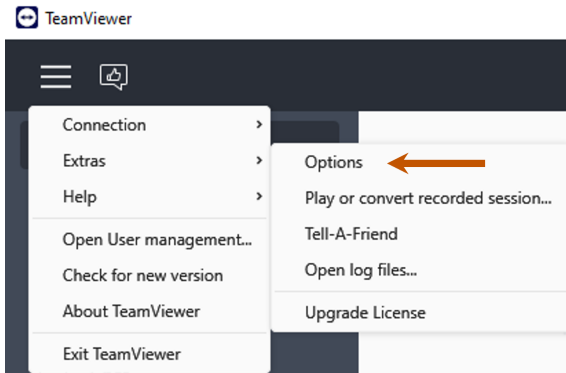 TeamViewer
Connection
Extras
Help
Open User management...
Check for new version
About TeamViewer
Exit TeamViewer
Options
Play or convert recorded session...
Tell-A-Friend
Open log files...
Upgrade License